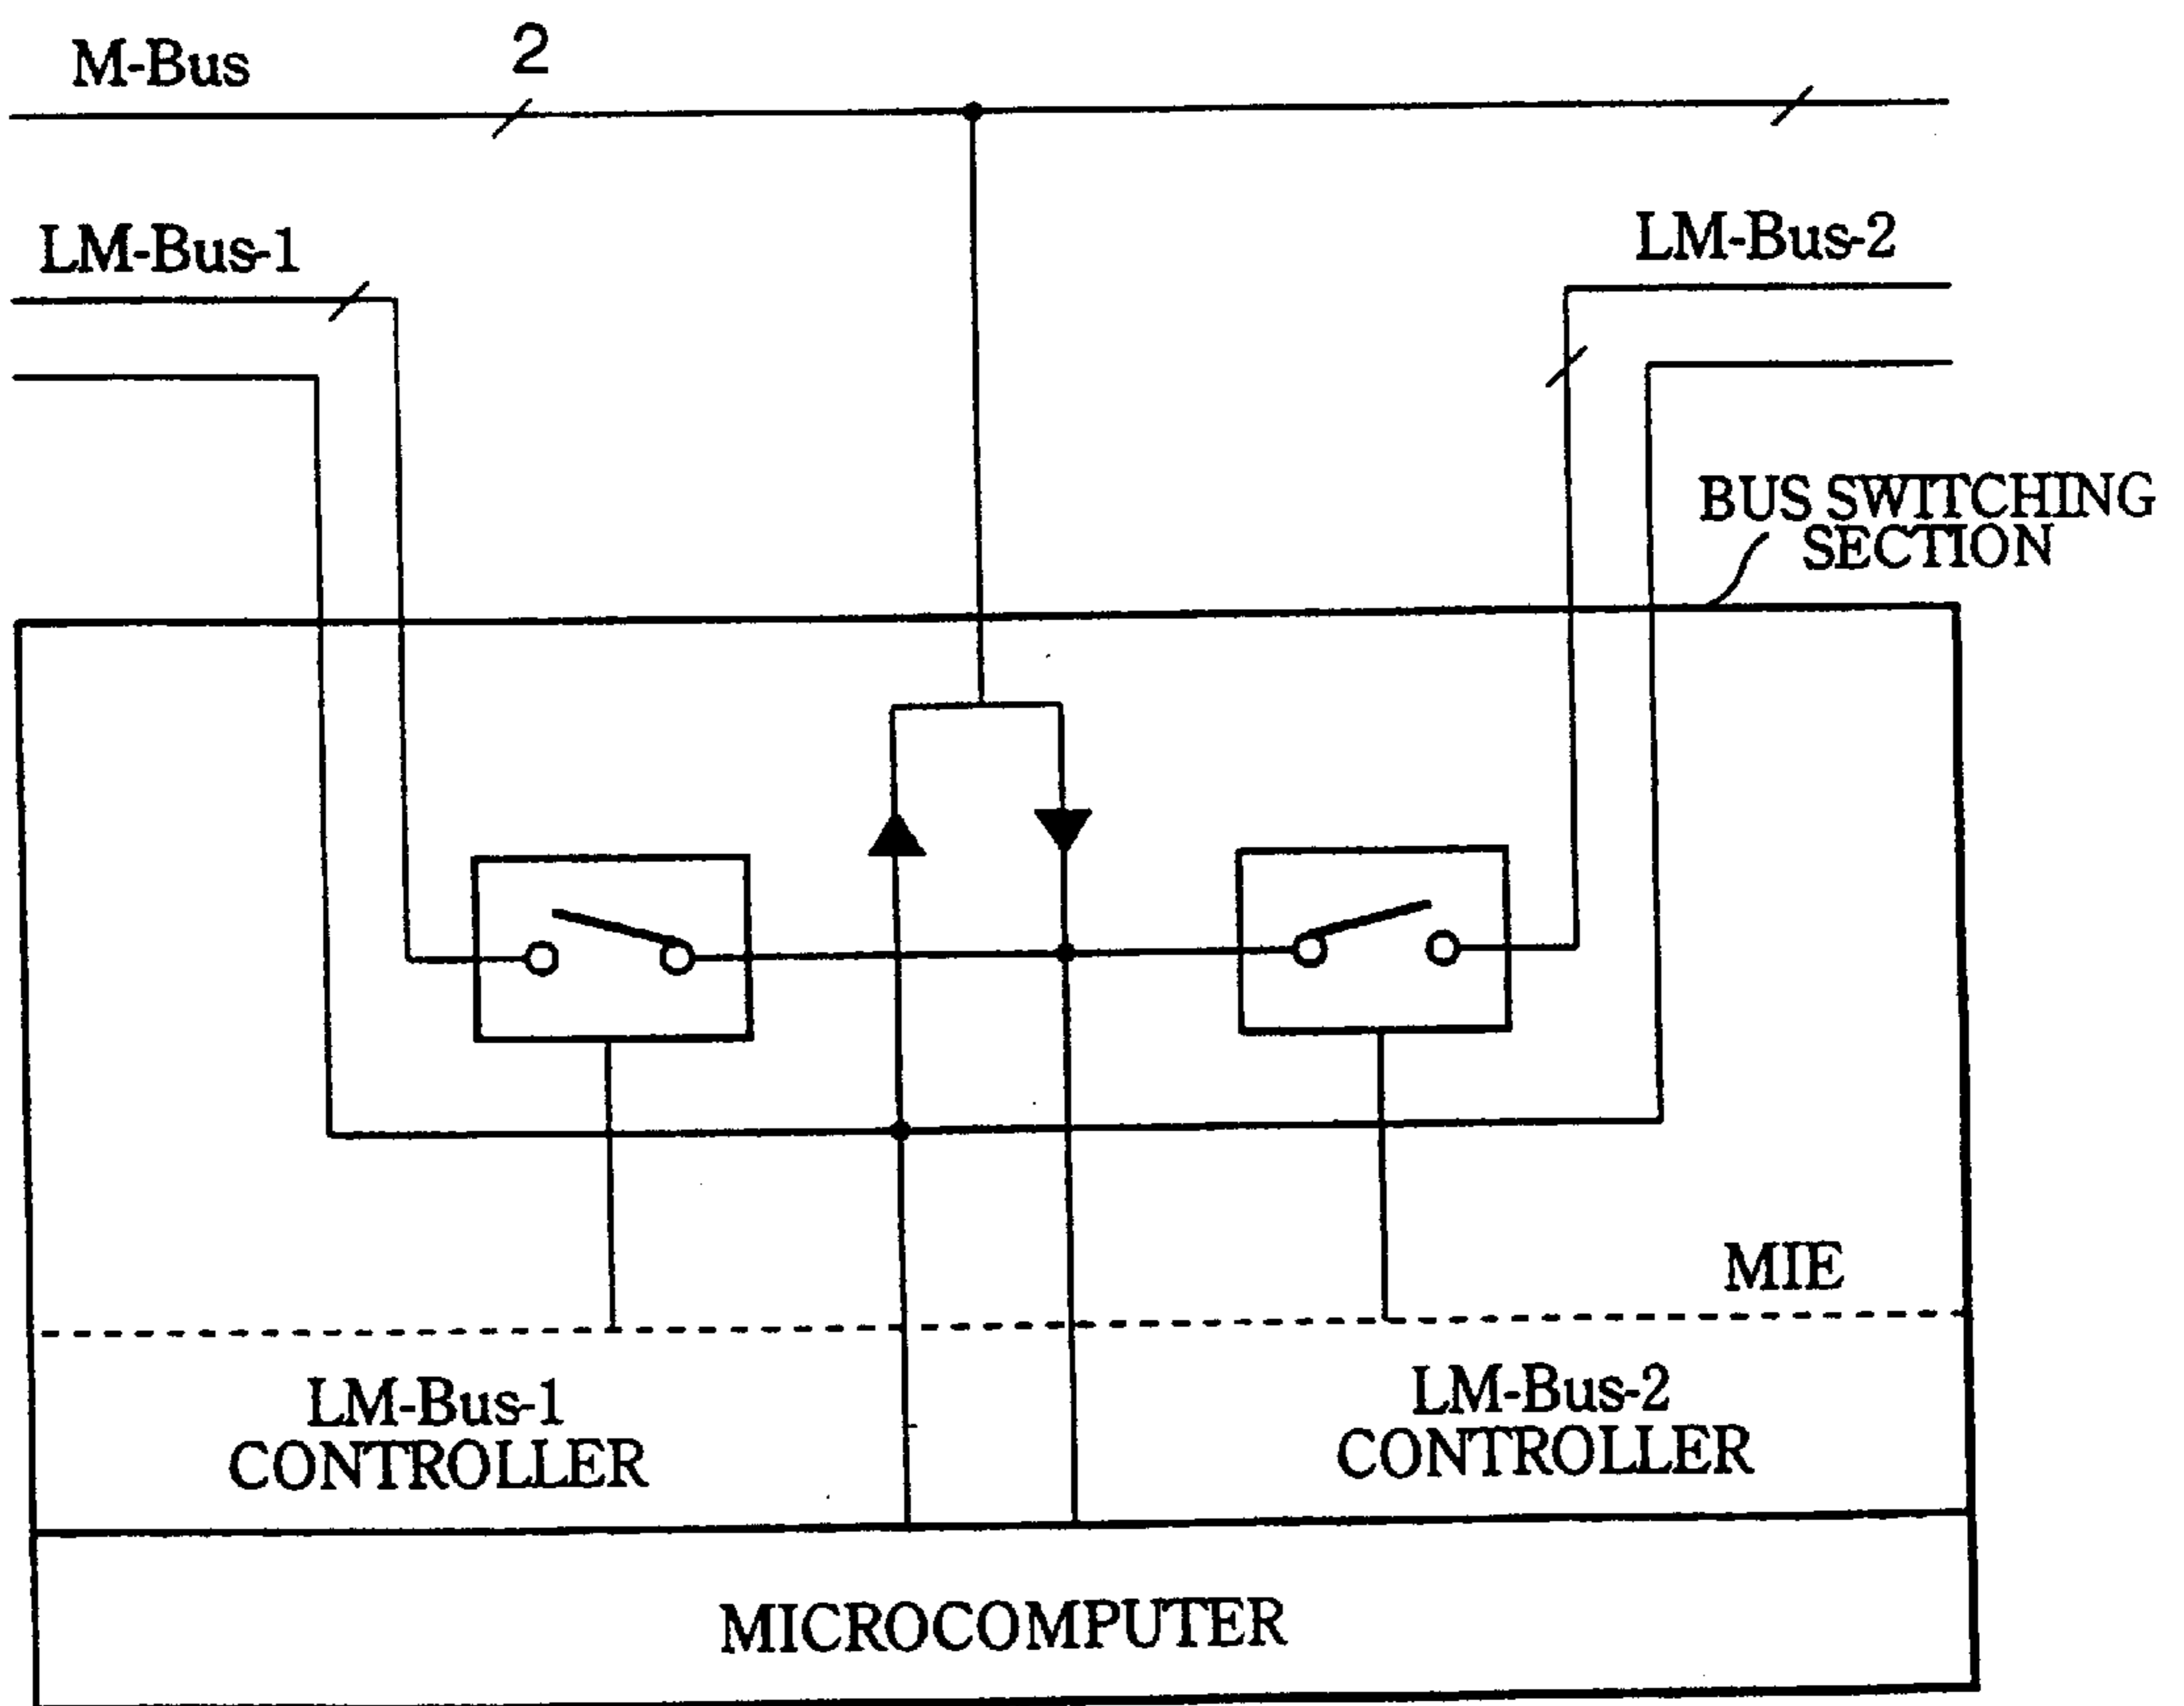 M-Bus
2
LM-Bus-1
LM-Bus-2
BUS SWITCHING
SECTION
MIE
LM-Bus-1
CONTROLLER
LM-Bus-2
CONTROLLER
MICROCOMPUTER